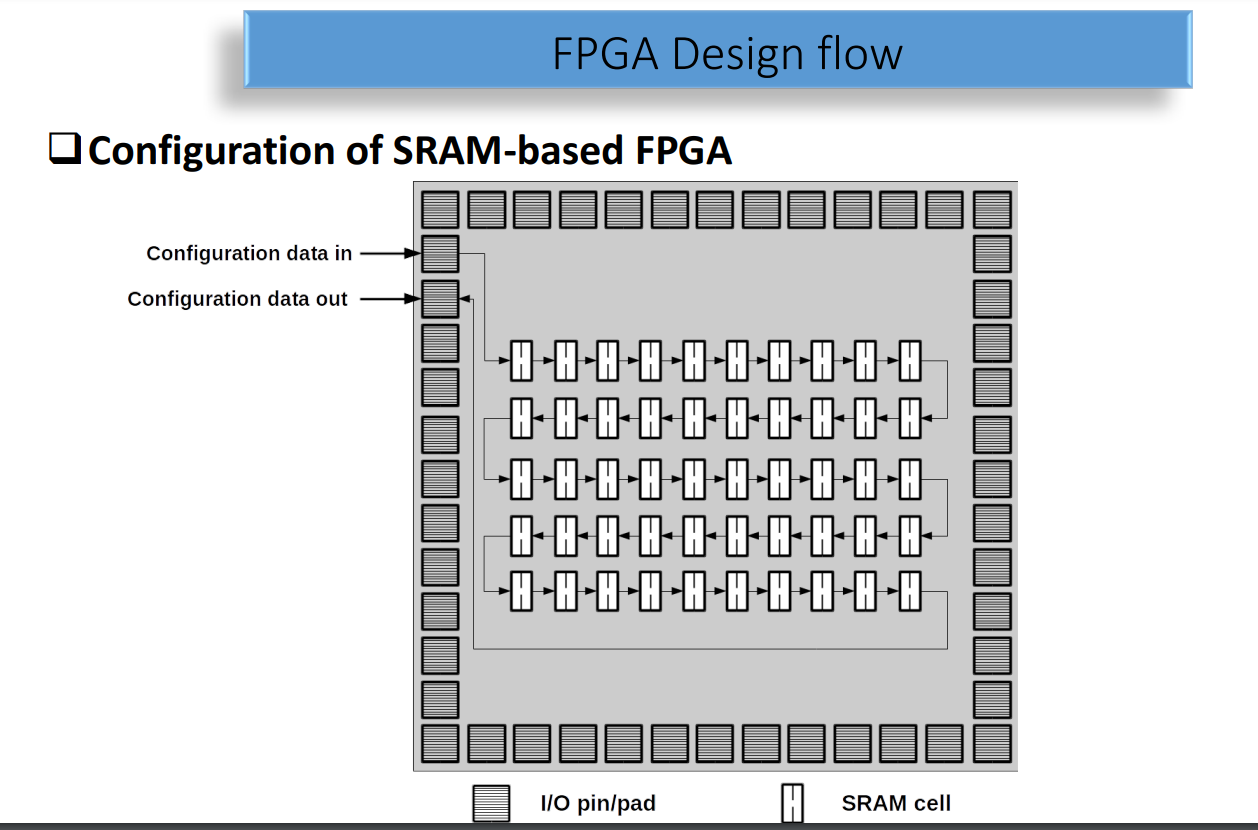 FPGA Design flow
Configuration of SRAM-based FPGA
Configuration data in
Configuration data out
I/O pin/pad
SRAM cell